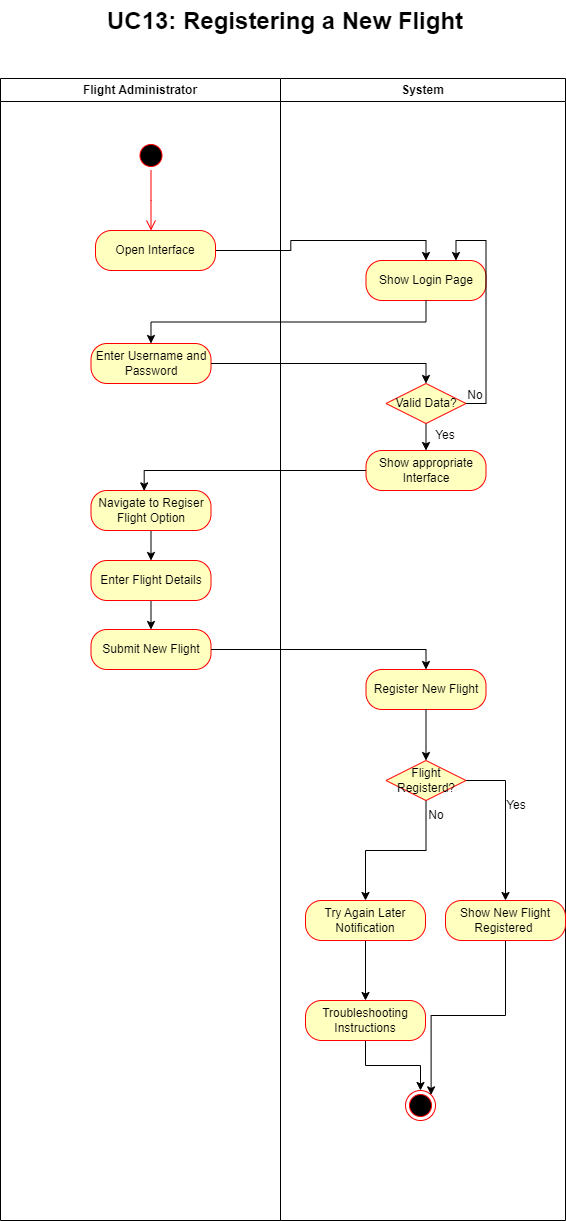 UC13: Registering a New Flight
Flight Administrator
System
Open Interface
Show Login Page
Enter Username and
Password
Valid Data?
No
Yes
Show appropriate
Interface
Navigate to Regiser
Flight Option
Enter Flight Details
Submit New Flight
Register New Flight
Flight
Registerd?
Yes
No
Try Again Later
Notification
Show New Flight
Registered
Troubleshooting
Instructions